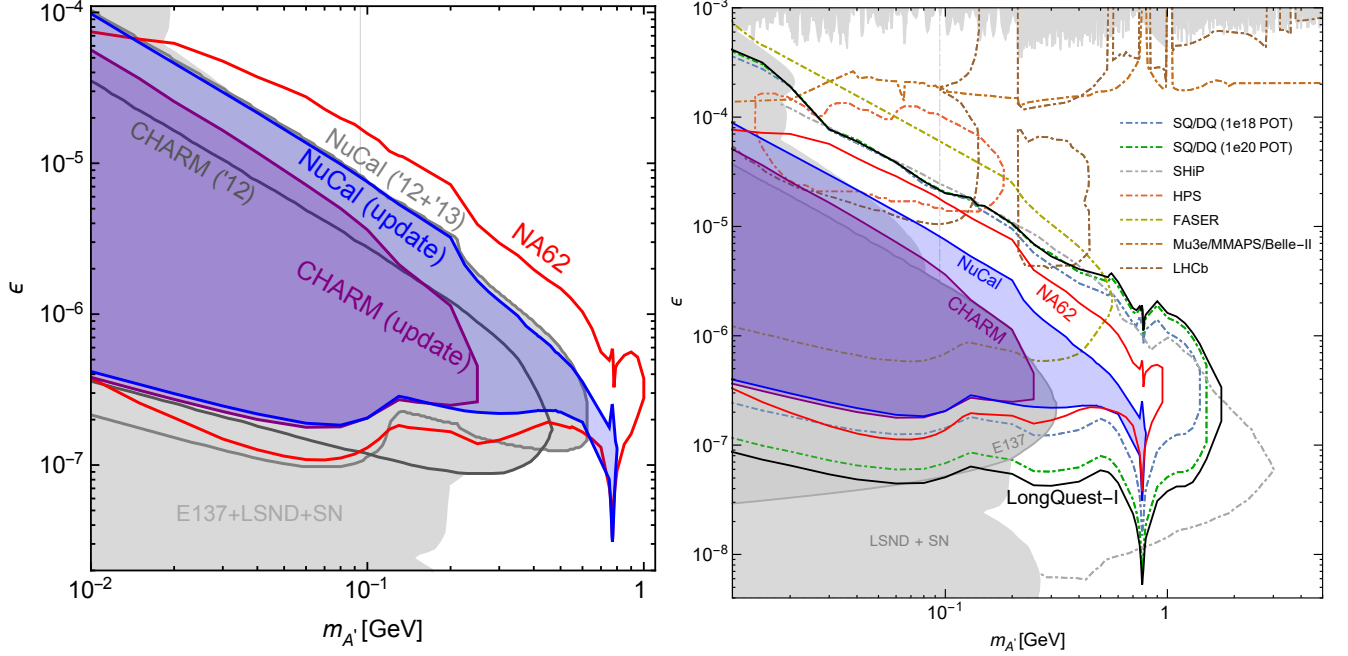 10⁻⁴
10⁻⁵
10⁻⁶
10⁻⁷
ε
CHARM ('12)
NuCal ('12+'13)
NuCal (update)
NA62
CHARM (update)
E137+LSND+SN
10⁻²
10⁻¹
1
m_A' [GeV]
10⁻³
10⁻⁴
10⁻⁵
10⁻⁶
10⁻⁷
10⁻⁸
ϵ
SQ/DQ (1e18 POT)
SQ/DQ (1e20 POT)
SHiP
HPS
FASER
Mu3e/MMAPS/Belle-II
LHCb
NuCal
NA62
CHARM
E137
LongQuest-I
LSND + SN
10⁻¹
1
m_A' [GeV]